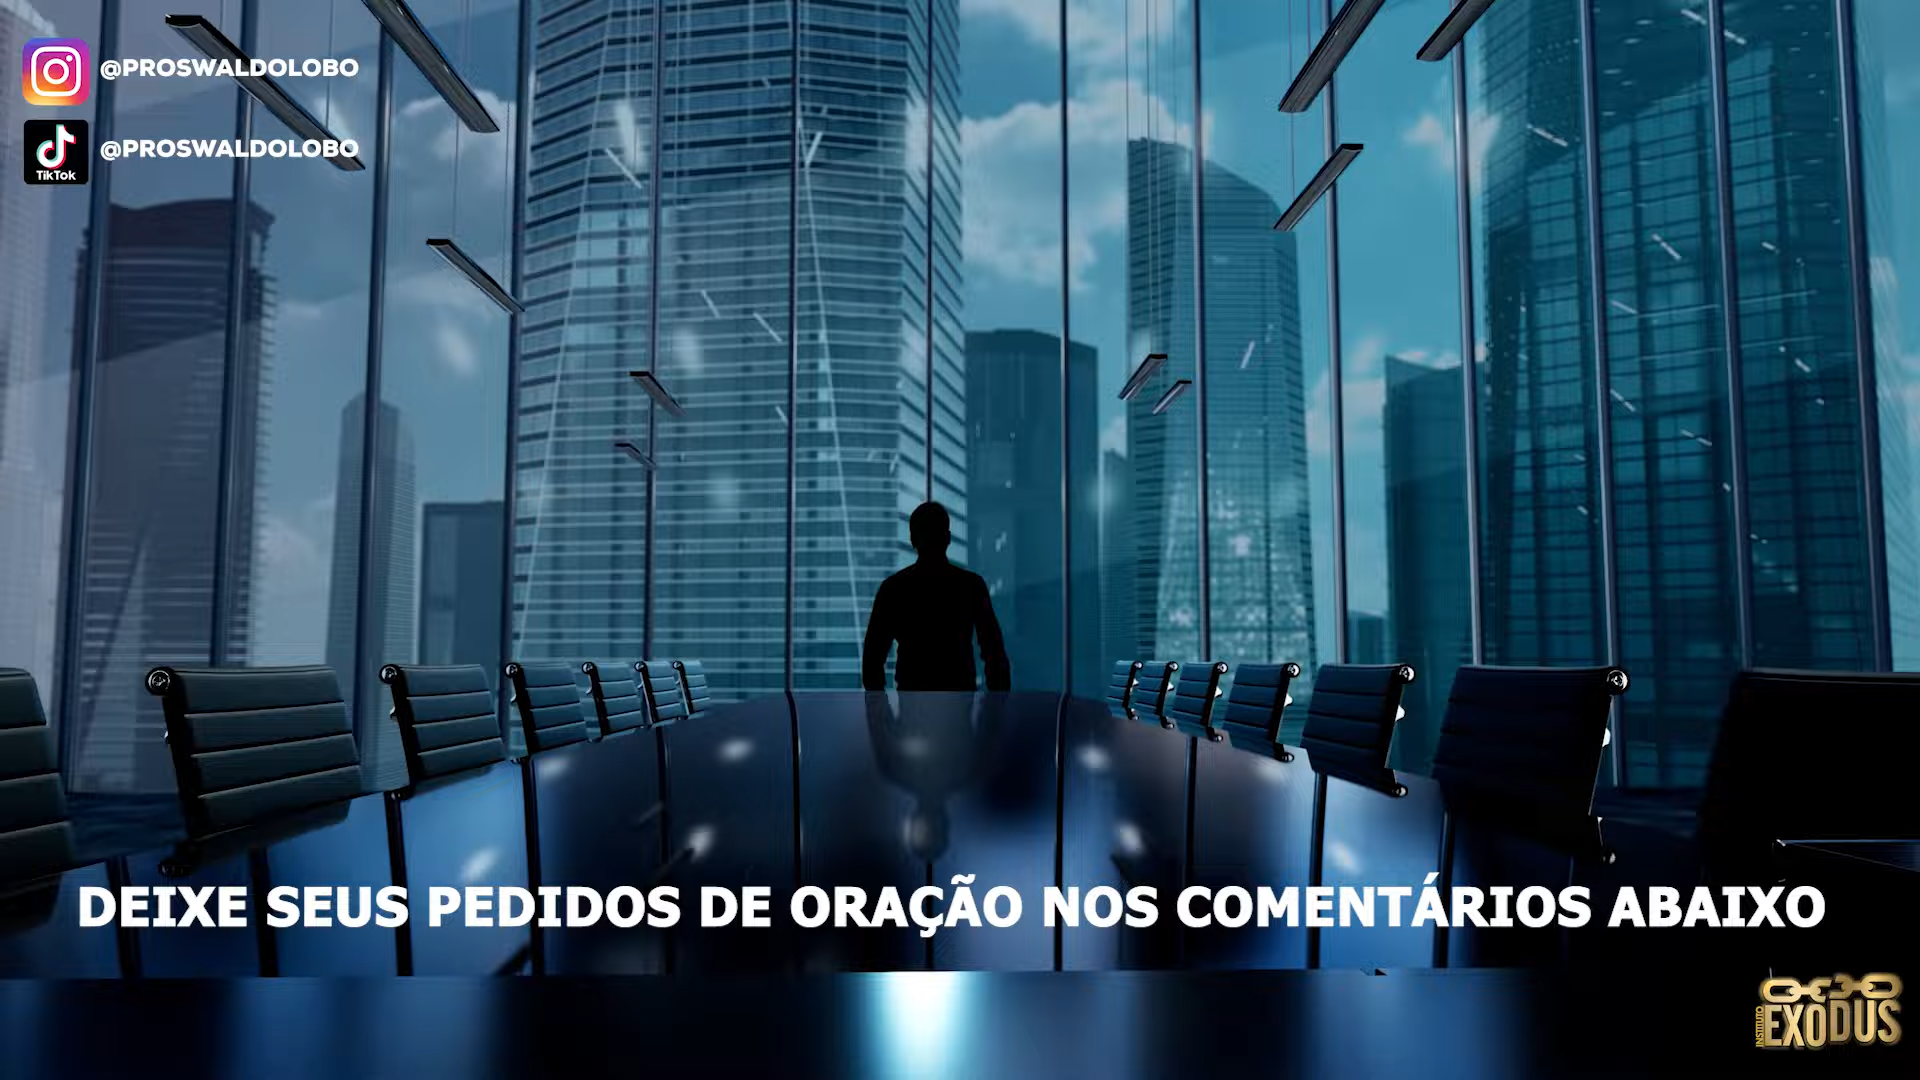 @PROSWALDOLOBO
TikTok
@PROSWALDOLOBO
DEIXE SEUS PEDIDOS DE ORAÇÃO NOS COMENTÁRIOS ABAIXO
INSTITUTO
EXODUS